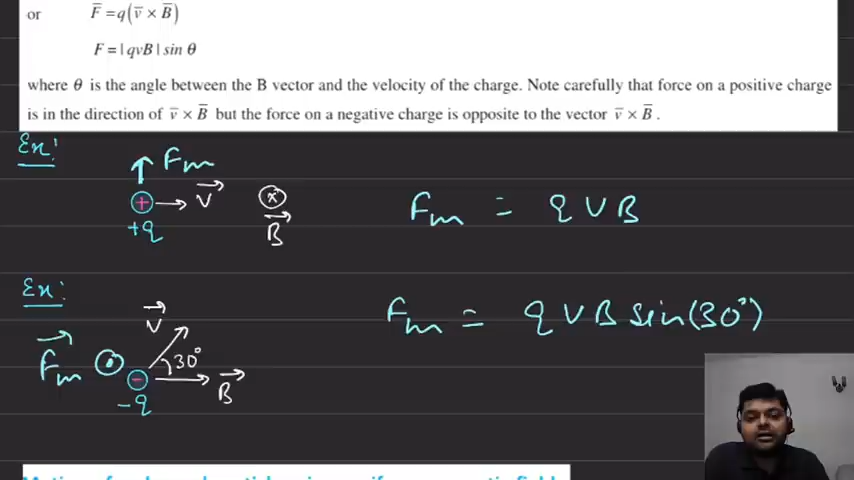 or F̅ = q(v̅ × B̅)
F = | qvB | sin θ
where θ is the angle between the B vector and the velocity of the charge. Note carefully that force on a positive charge
is in the direction of v̅ × B̅ but the force on a negative charge is opposite to the vector v̅ × B̅ .
Ex:
Fm
+ v⃗ x
+q B⃗
Fm = qVB
Ex:
v⃗
F⃗m 30°
− B⃗
−q
Fm = qVB sin(30°)